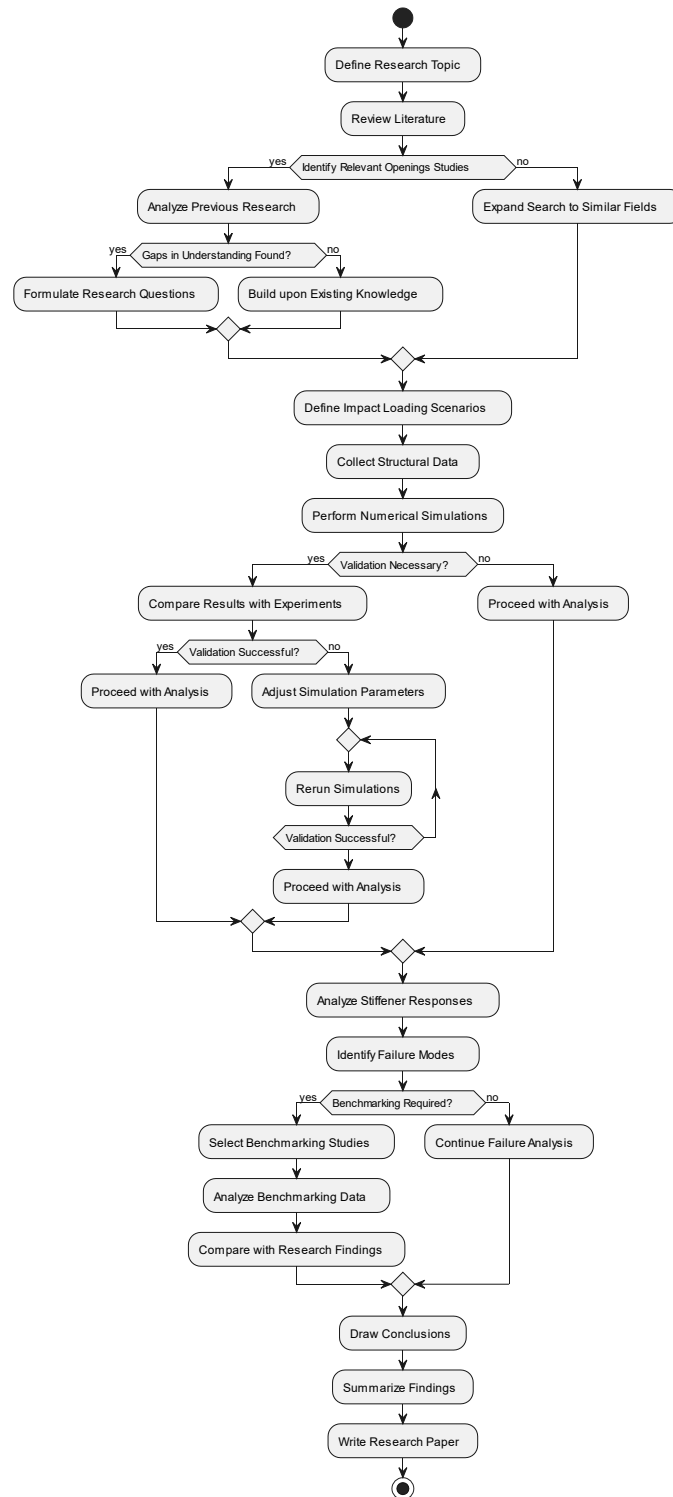 Define Research Topic
Review Literature
yes
Identify Relevant Openings Studies
no
Analyze Previous Research
Expand Search to Similar Fields
yes
Gaps in Understanding Found?
no
Formulate Research Questions
Build upon Existing Knowledge
Define Impact Loading Scenarios
Collect Structural Data
Perform Numerical Simulations
yes
Validation Necessary?
no
Compare Results with Experiments
Proceed with Analysis
yes
Validation Successful?
no
Proceed with Analysis
Adjust Simulation Parameters
Rerun Simulations
Validation Successful?
Proceed with Analysis
Analyze Stiffener Responses
Identify Failure Modes
yes
Benchmarking Required?
no
Select Benchmarking Studies
Continue Failure Analysis
Analyze Benchmarking Data
Compare with Research Findings
Draw Conclusions
Summarize Findings
Write Research Paper